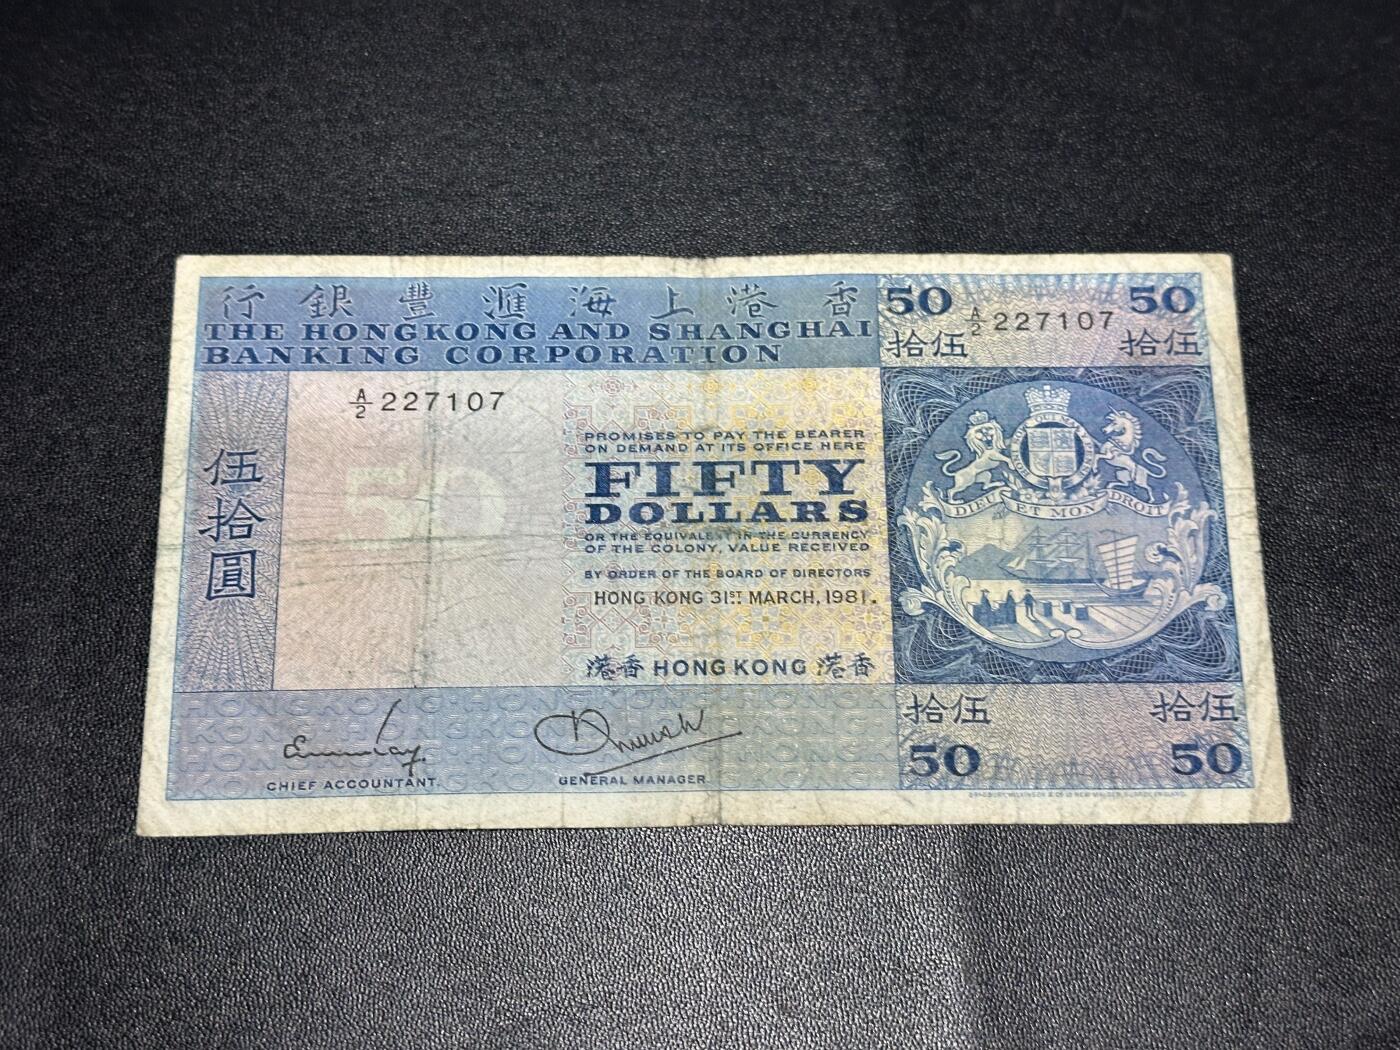 行銀豐滙海上港香
THE HONGKONG AND SHANGHAI
BANKING CORPORATION
50 A/2 227107 50
拾伍 拾伍
A/2 227107
50
伍拾圓
PROMISES TO PAY THE BEARER
ON DEMAND AT ITS OFFICE HERE
FIFTY
DOLLARS
OR THE EQUIVALENT IN THE CURRENCY
OF THE COLONY, VALUE RECEIVED
BY ORDER OF THE BOARD OF DIRECTORS
HONG KONG 31ST MARCH, 1981.
港香 HONG KONG 港香
DIEU ET MON DROIT
CHIEF ACCOUNTANT.
GENERAL MANAGER
拾伍 拾伍
50 50